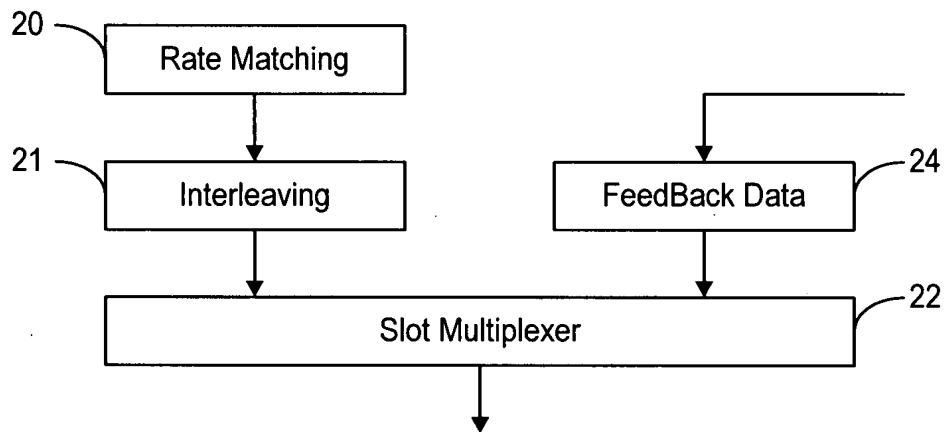 20
Rate Matching
21
Interleaving
24
FeedBack Data
22
Slot Multiplexer